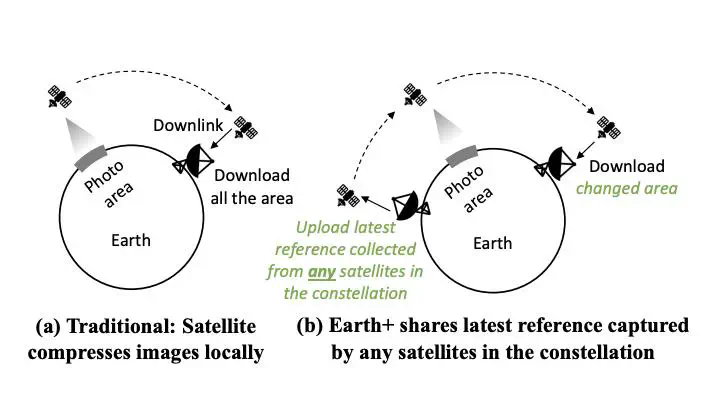 Downlink
Download
all the area
Photo
area
Earth
(a) Traditional: Satellite
compresses images locally
Download
changed area
Photo
area
Earth
Upload latest
reference collected
from any satellites in
the constellation
(b) Earth+ shares latest reference captured
by any satellites in the constellation